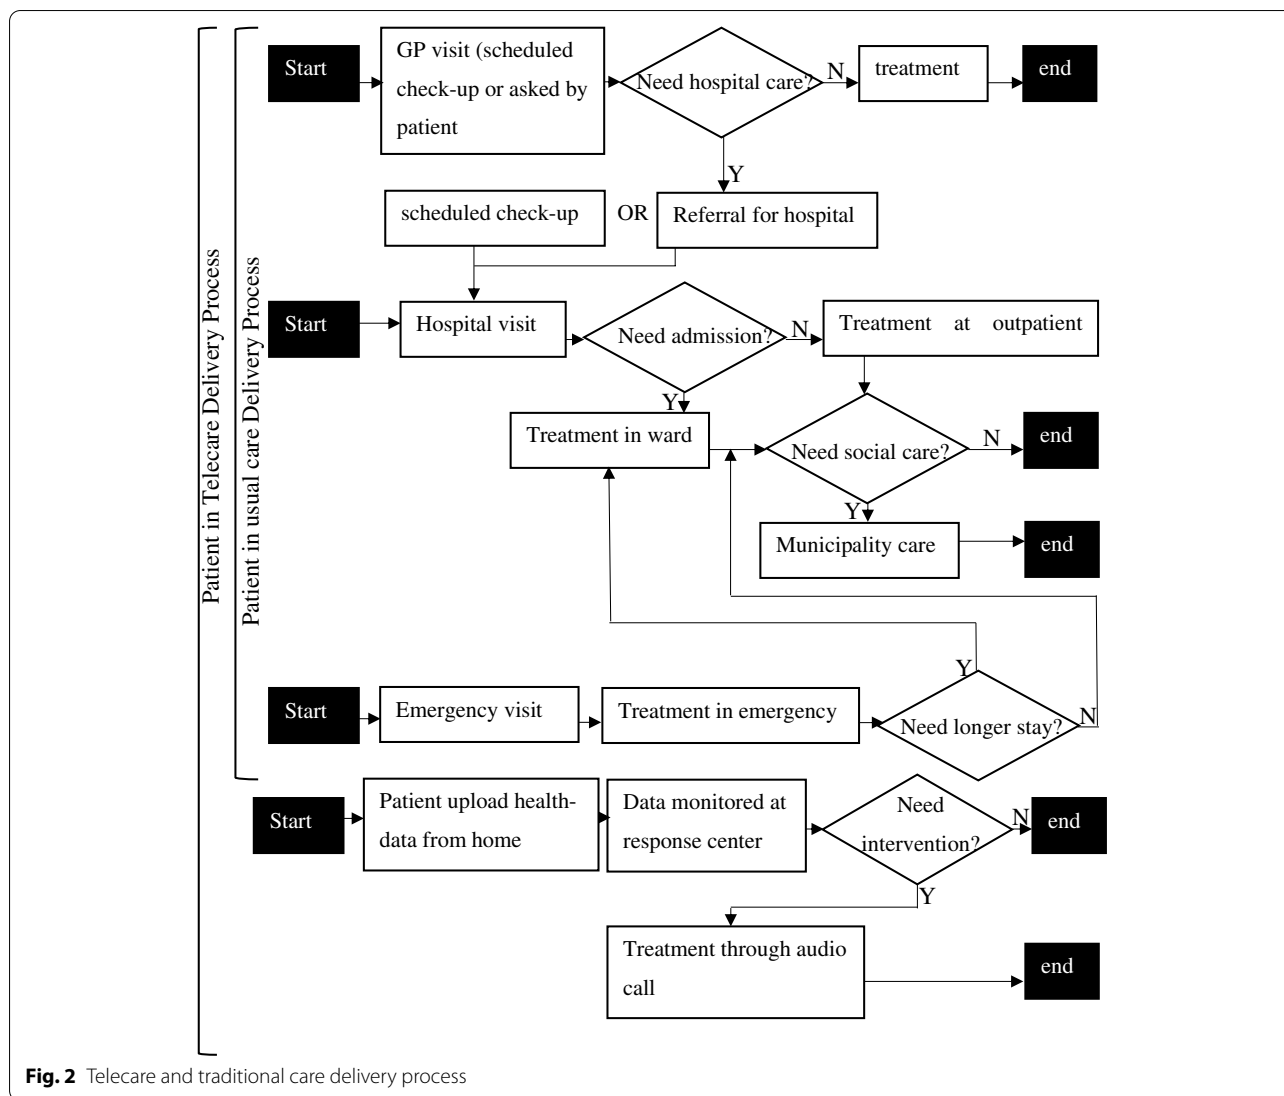 Patient in Telecare Delivery Process
Patient in usual care Delivery Process
Start
GP visit (scheduled
check-up or asked by
patient
Need hospital care?
N
treatment
end
Y
scheduled check-up
OR
Referral for hospital
Start
Hospital visit
Need admission?
N
Treatment at outpatient
Y
Treatment in ward
Need social care?
N
end
Y
Municipality care
end
Start
Emergency visit
Treatment in emergency
Y
Need longer stay?
N
Start
Patient upload health-
data from home
Data monitored at
response center
Need
intervention?
N
end
Y
Treatment through audio
call
end
Fig. 2 Telecare and traditional care delivery process